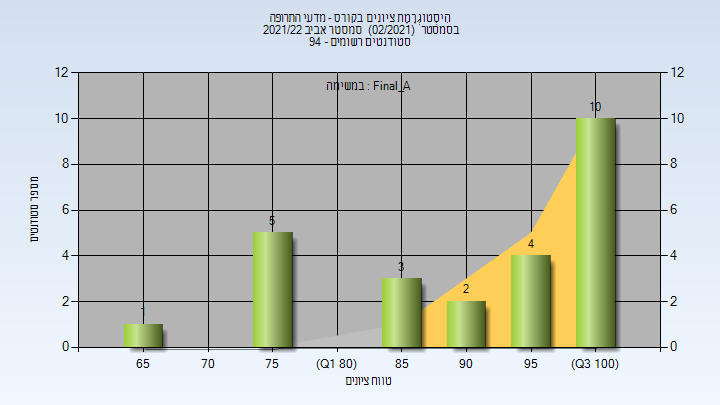 היסטוגרמת ציונים בקורס - מדעי התרופה
בסמסטר (02/2021) סמסטר אביב 2021/22
סטודנטים רשומים - 94
במשימה : Final_A
12 12
10 10
8 8
6 6
4 4
2 2
0 0
1 5 3 2 4 10
65 70 75 (Q1 80) 85 90 95 (Q3 100)
מספר סטודנטים
טווח ציונים